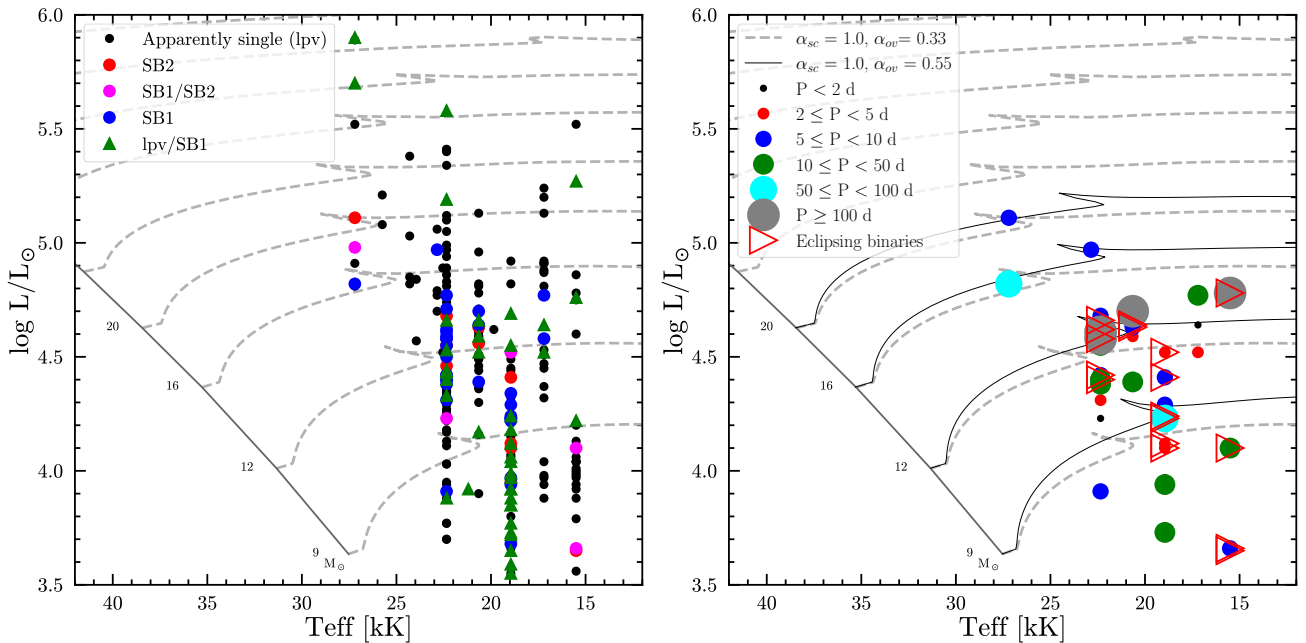 6.0
5.5
5.0
4.5
4.0
3.5
log L/L⊙
Apparently single (lpv)
SB2
SB1/SB2
SB1
lpv/SB1
20
16
12
9
M⊙
40
35
30
25
20
15
Teff [kK]
6.0
5.5
5.0
4.5
4.0
3.5
log L/L⊙
αsc = 1.0, αov = 0.33
αsc = 1.0, αov = 0.55
P < 2 d
2 ≤ P < 5 d
5 ≤ P < 10 d
10 ≤ P < 50 d
50 ≤ P < 100 d
P ≥ 100 d
Eclipsing binaries
20
16
12
9
M⊙
40
35
30
25
20
15
Teff [kK]